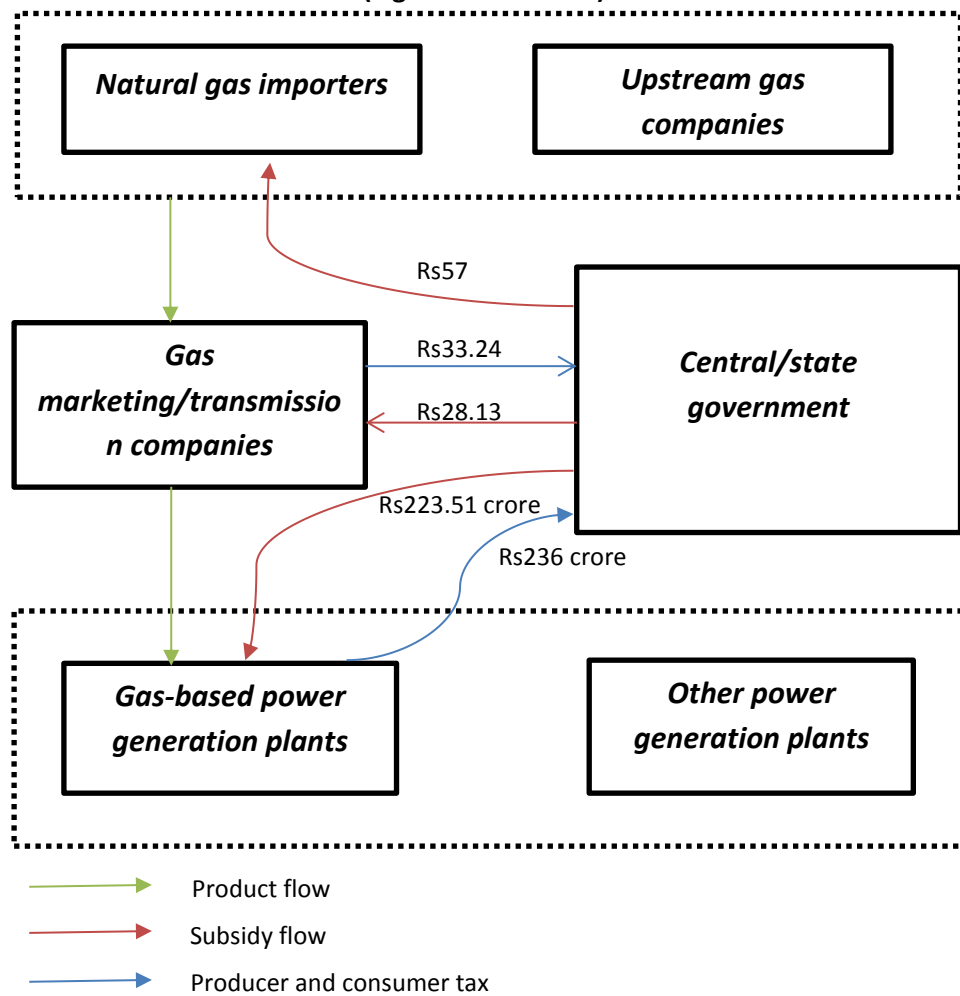 Natural gas importers
Upstream gas
companies
Rs57
Gas
marketing/transmissio
n companies
Rs33.24
Rs28.13
Central/state
government
Rs223.51 crore
Rs236 crore
Gas-based power
generation plants
Other power
generation plants
Product flow
Subsidy flow
Producer and consumer tax